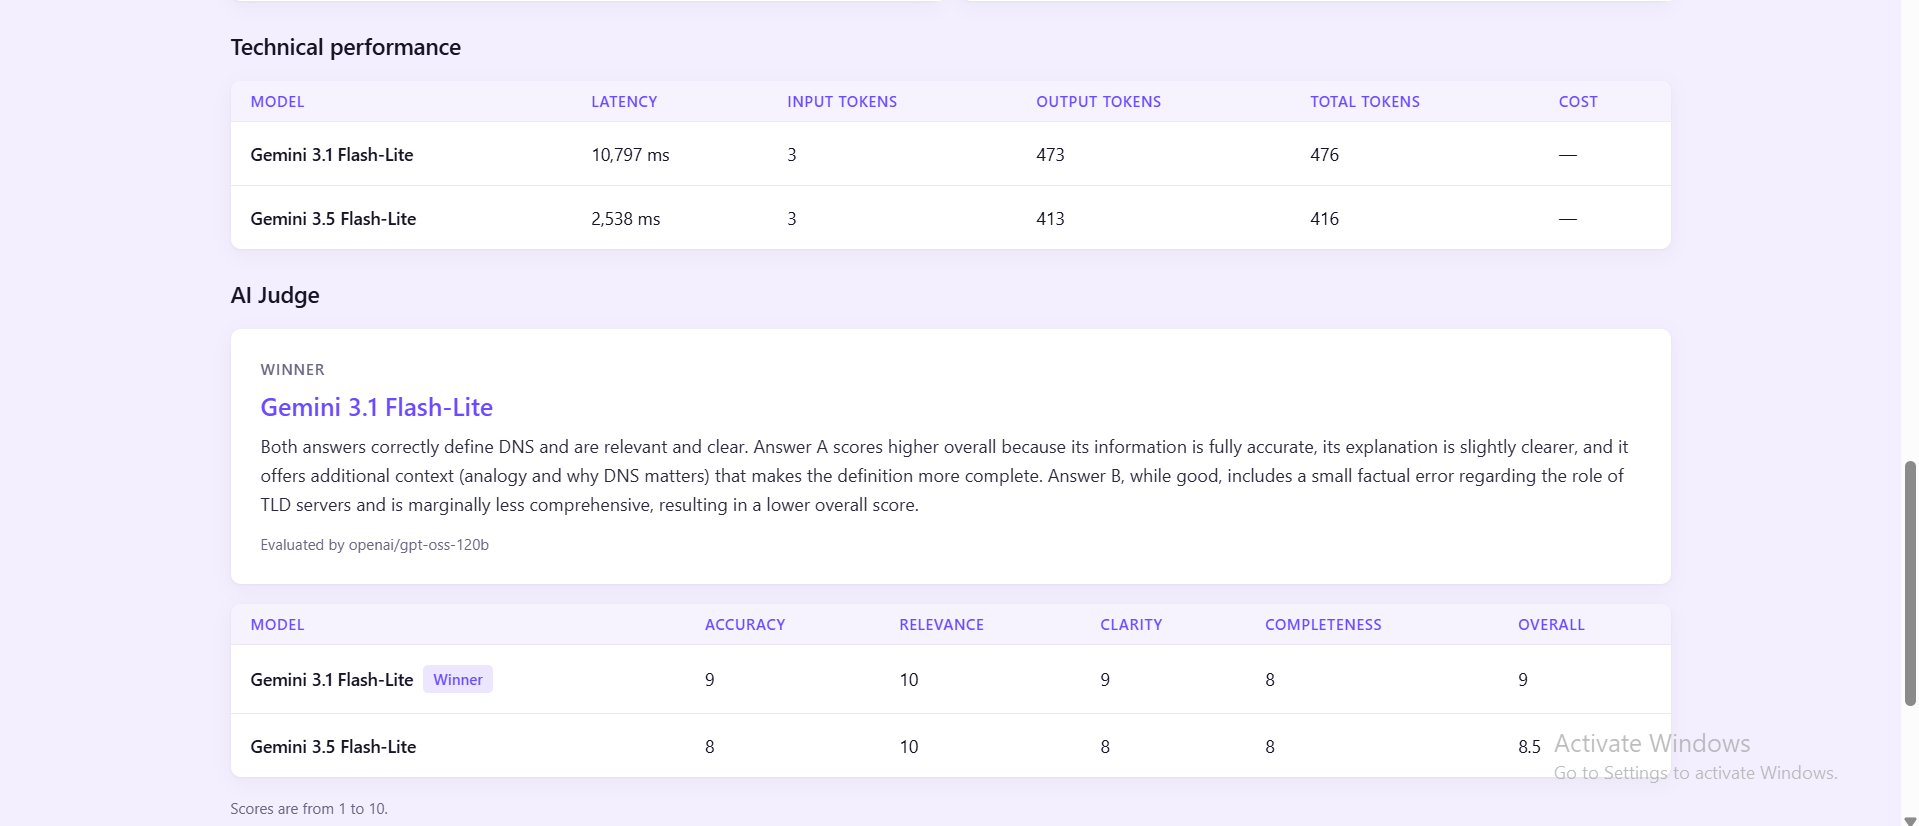 Technical performance
MODEL LATENCY INPUT TOKENS OUTPUT TOKENS TOTAL TOKENS COST
Gemini 3.1 Flash-Lite 10,797 ms 3 473 476 —
Gemini 3.5 Flash-Lite 2,538 ms 3 413 416 —
AI Judge
WINNER
Gemini 3.1 Flash-Lite
Both answers correctly define DNS and are relevant and clear. Answer A scores higher overall because its information is fully accurate, its explanation is slightly clearer, and it
offers additional context (analogy and why DNS matters) that makes the definition more complete. Answer B, while good, includes a small factual error regarding the role of
TLD servers and is marginally less comprehensive, resulting in a lower overall score.
Evaluated by openai/gpt-oss-120b
MODEL ACCURACY RELEVANCE CLARITY COMPLETENESS OVERALL
Gemini 3.1 Flash-Lite Winner 9 10 9 8 9
Gemini 3.5 Flash-Lite 8 10 8 8 8.5
Activate Windows
Go to Settings to activate Windows.
Scores are from 1 to 10.